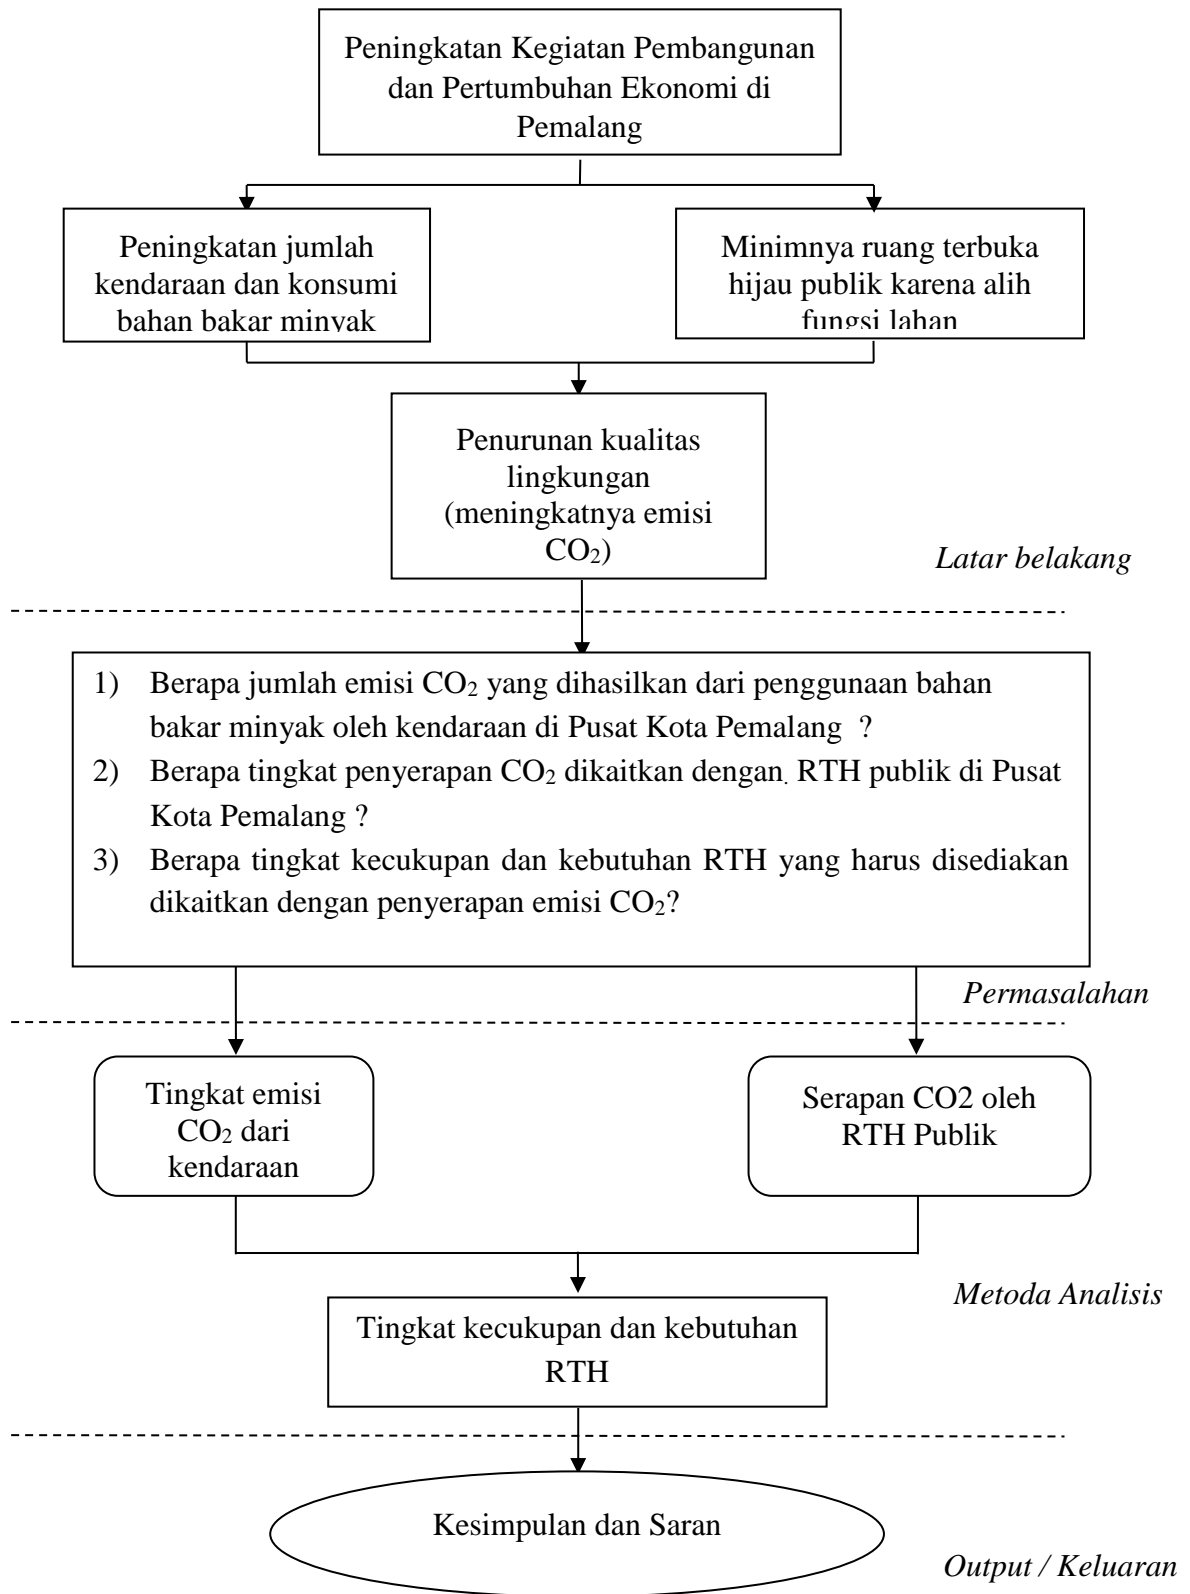 Peningkatan Kegiatan Pembangunan
dan Pertumbuhan Ekonomi di
Pemalang
Peningkatan jumlah
kendaraan dan konsumi
bahan bakar minyak
Minimnya ruang terbuka
hijau publik karena alih
fungsi lahan
Penurunan kualitas
lingkungan
(meningkatnya emisi
CO₂)
Latar belakang
1) Berapa jumlah emisi CO₂ yang dihasilkan dari penggunaan bahan
bakar minyak oleh kendaraan di Pusat Kota Pemalang ?
2) Berapa tingkat penyerapan CO₂ dikaitkan dengan. RTH publik di Pusat
Kota Pemalang ?
3) Berapa tingkat kecukupan dan kebutuhan RTH yang harus disediakan
dikaitkan dengan penyerapan emisi CO₂?
Permasalahan
Tingkat emisi
CO₂ dari
kendaraan
Serapan CO2 oleh
RTH Publik
Metoda Analisis
Tingkat kecukupan dan kebutuhan
RTH
Kesimpulan dan Saran
Output / Keluaran